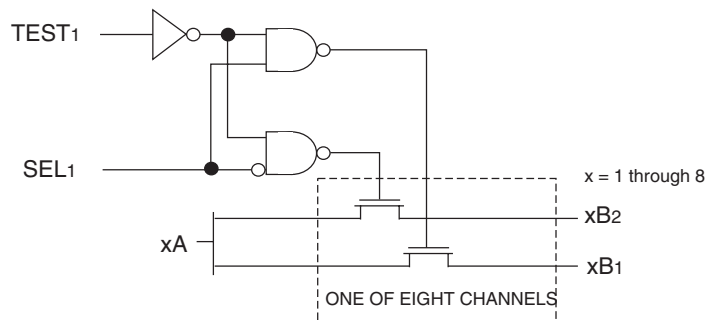 TEST1
SEL1
x = 1 through 8
xB2
xA
xB1
ONE OF EIGHT CHANNELS